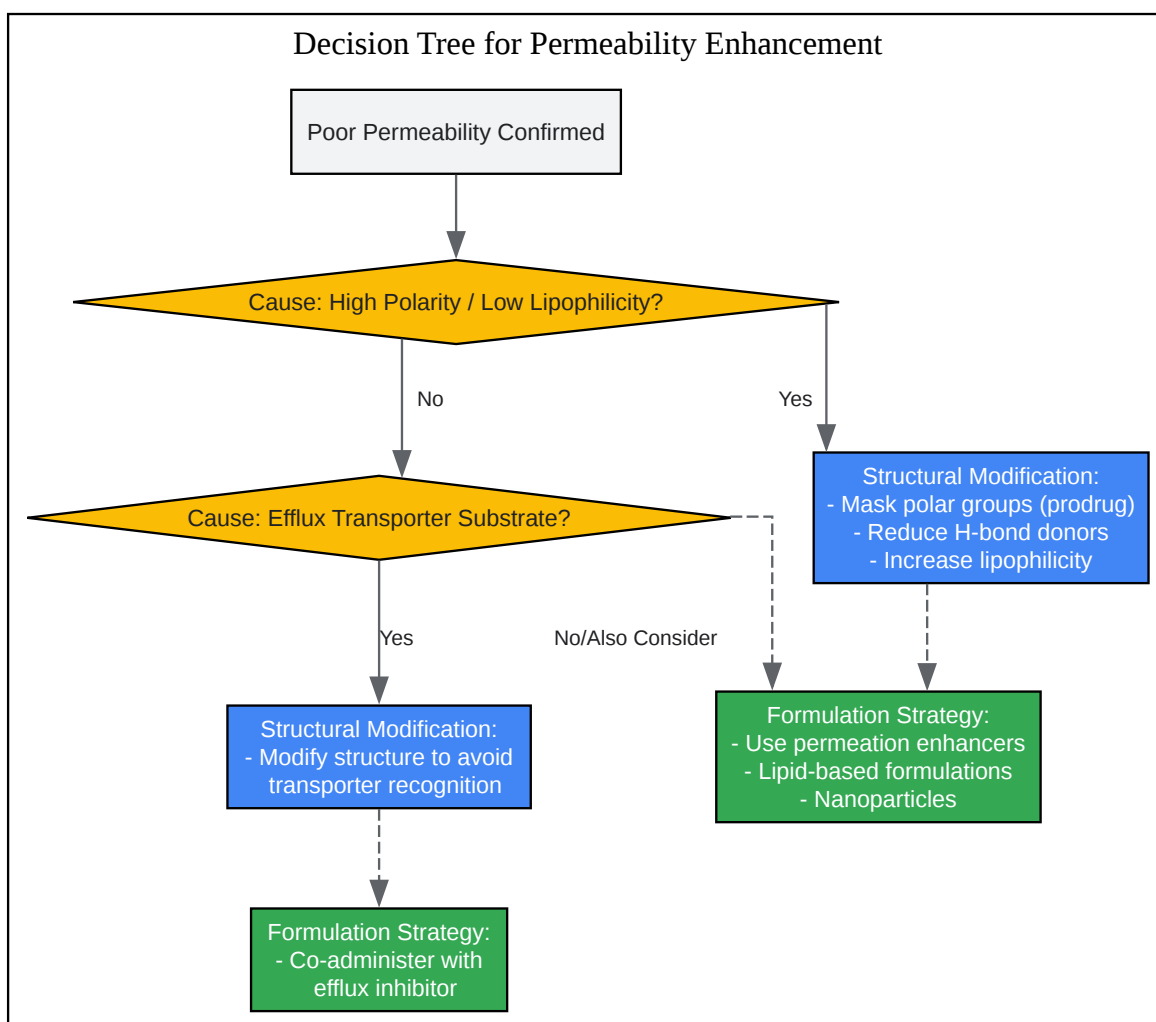 Decision Tree for Permeability Enhancement
Poor Permeability Confirmed
Cause: High Polarity / Low Lipophilicity?
No
Yes
Structural Modification:
- Mask polar groups (prodrug)
- Reduce H-bond donors
- Increase lipophilicity
Cause: Efflux Transporter Substrate?
Yes
No/Also Consider
Structural Modification:
- Modify structure to avoid
transporter recognition
Formulation Strategy:
- Use permeation enhancers
- Lipid-based formulations
- Nanoparticles
Formulation Strategy:
- Co-administer with
efflux inhibitor